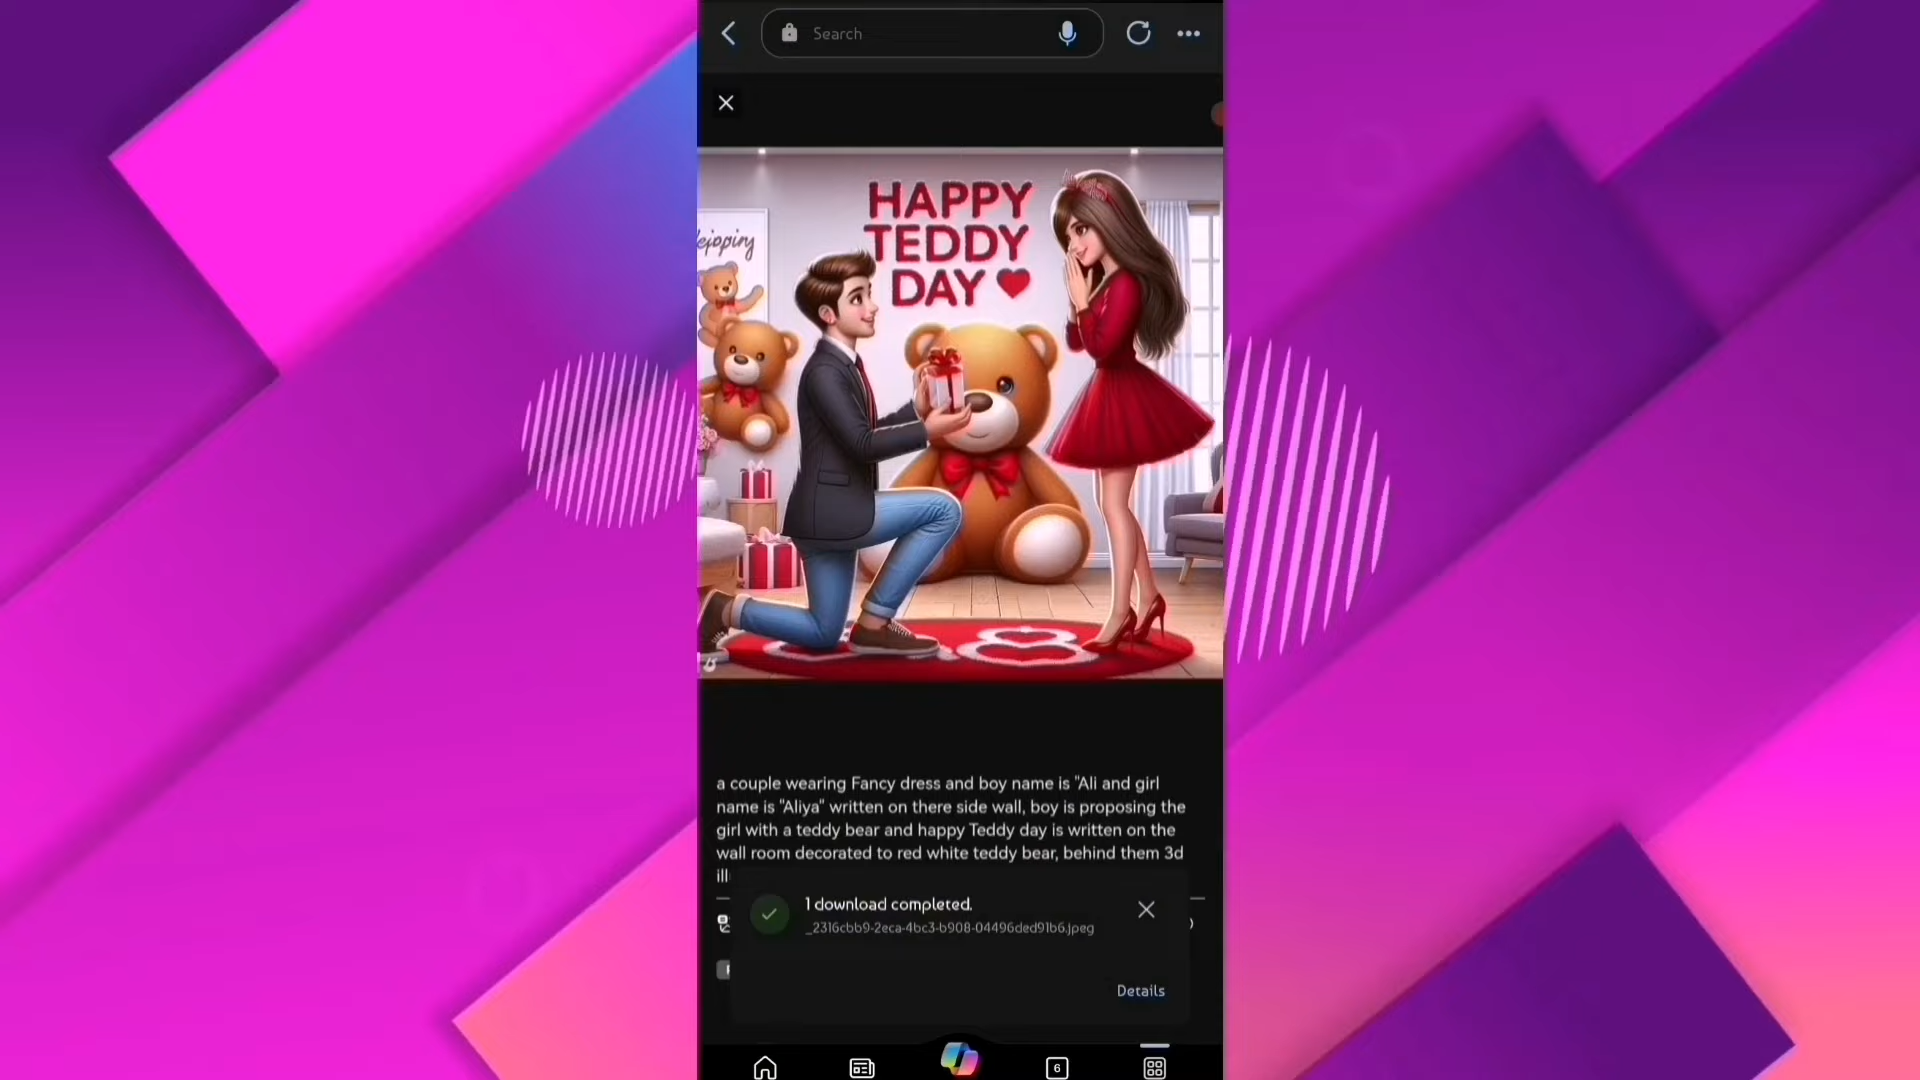 Search
HAPPY
TEDDY
DAY
ejoping
a couple wearing Fancy dress and boy name is "Ali and girl
name is "Aliya" written on there side wall, boy is proposing the
girl with a teddy bear and happy Teddy day is written on the
wall room decorated to red white teddy bear, behind them 3d
ill
1 download completed.
_2316cbb9-2eca-4bc3-b908-04496ded91b6.jpeg
Details
6